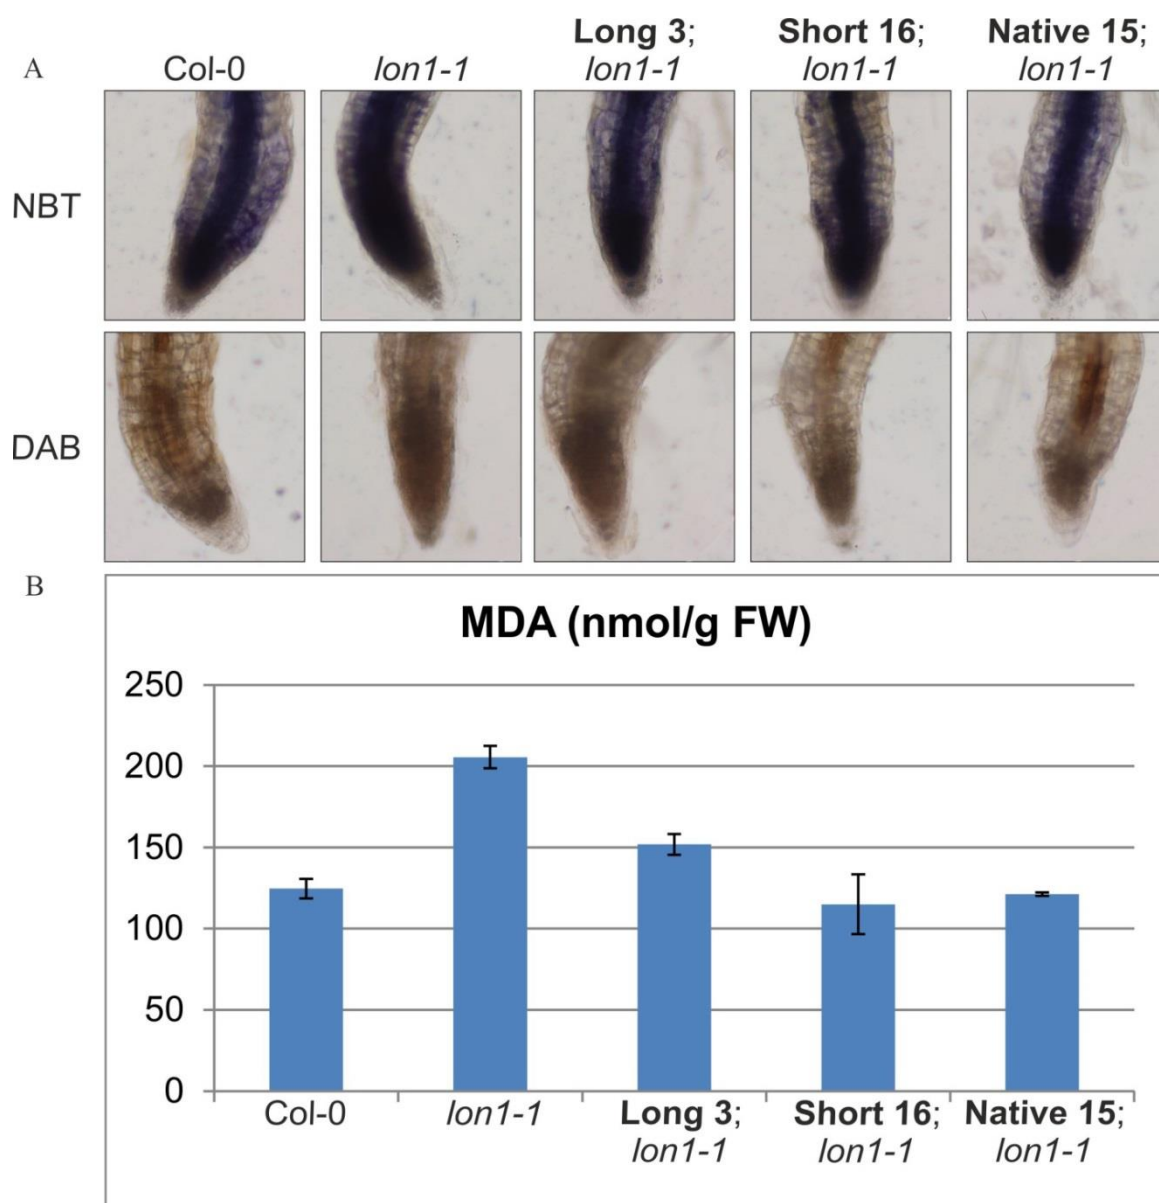 A
Col-0
lon1-1
Long 3;
lon1-1
Short 16;
lon1-1
Native 15;
lon1-1
NBT
DAB
B
MDA (nmol/g FW)
250
200
150
100
50
0
Col-0
lon1-1
Long 3;
lon1-1
Short 16;
lon1-1
Native 15;
lon1-1